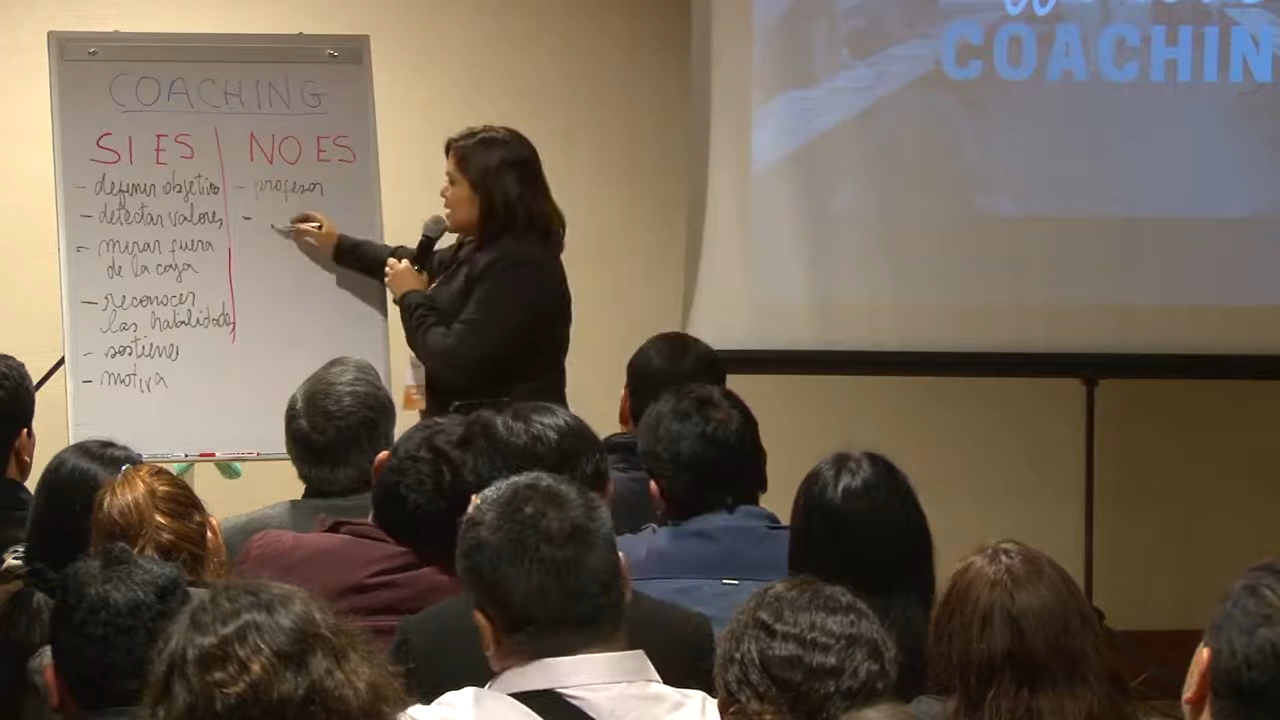 COACHING
SI ES
- definir objetivo
- detectar valores
- mirar fuera
de la caja
- reconocer
las habilidades
- sostiene
- motiva
NO ES
- profesor
-
COACHIN